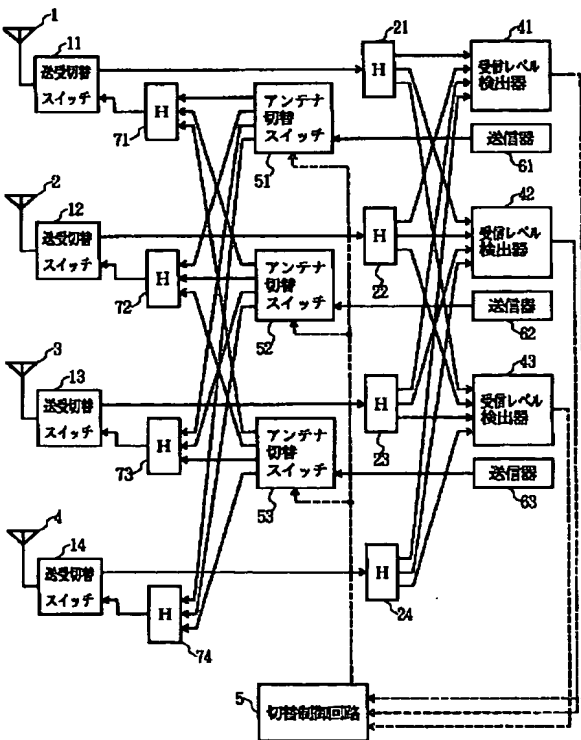 1
11
送受切替
スイッチ
H
71
アンテナ
切替
スイッチ
51
21
H
41
受信レベル
検出器
送信器
61
2
12
送受切替
スイッチ
H
72
アンテナ
切替
スイッチ
52
H
22
42
受信レベル
検出器
送信器
62
3
13
送受切替
スイッチ
H
73
アンテナ
切替
スイッチ
53
H
23
43
受信レベル
検出器
送信器
63
4
14
送受切替
スイッチ
H
74
H
24
5
切替制御回路